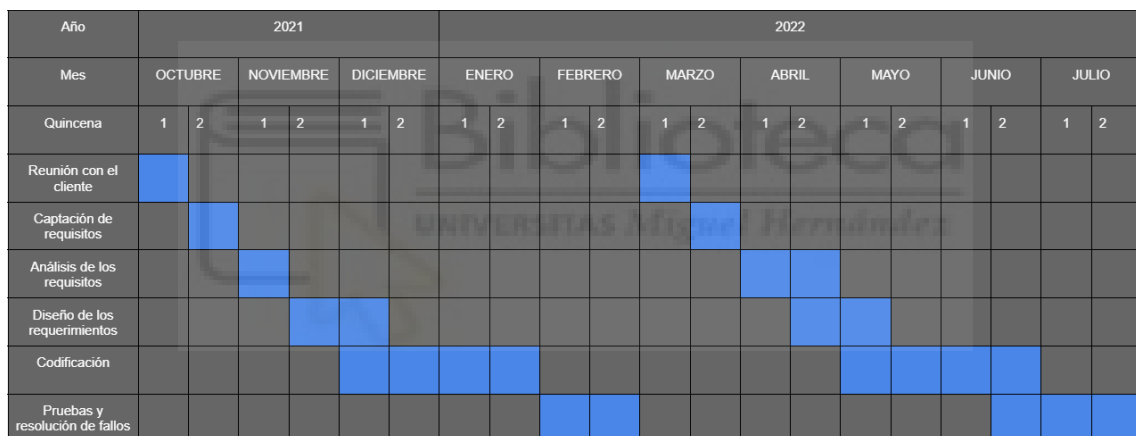 Año 2021 2022
Mes OCTUBRE NOVIEMBRE DICIEMBRE ENERO FEBRERO MARZO ABRIL MAYO JUNIO JULIO
Quincena 1 2 1 2 1 2 1 2 1 2 1 2 1 2 1 2 1 2 1 2
Reunión con el
cliente
Captación de
requisitos
Análisis de los
requisitos
Diseño de los
requerimientos
Codificación
Pruebas y
resolución de fallos
Biblioteca
UNIVERSITAS Miguel Hernández